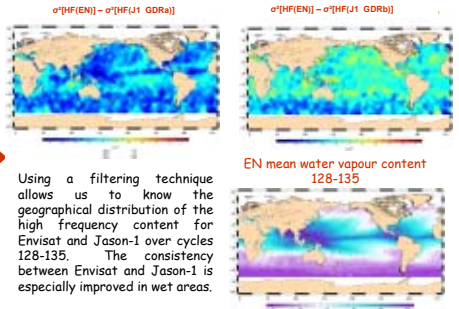 σ²[HF(EN)] – σ²[HF(J1 GDRa)]
σ²[HF(EN)] – σ²[HF(J1 GDRb)]
EN mean water vapour content
128-135
Using a filtering technique
allows us to know the
geographical distribution of the
high frequency content for
Envisat and Jason-1 over cycles
128-135. The consistency
between Envisat and Jason-1 is
especially improved in wet areas.